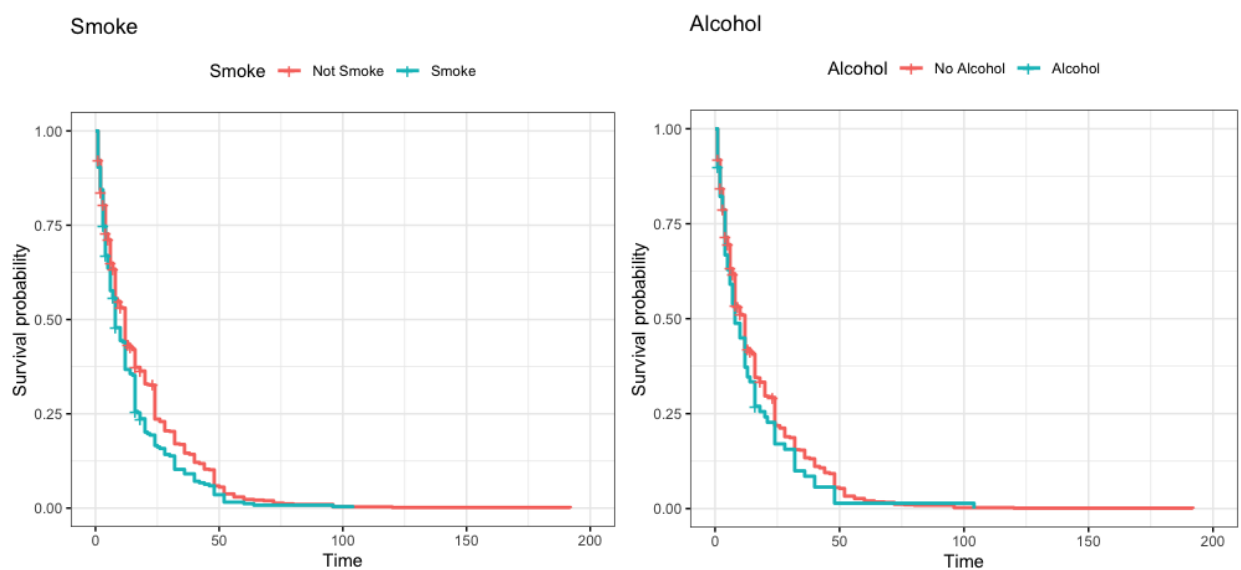 Smoke
Smoke Not Smoke Smoke
Survival probability
1.00
0.75
0.50
0.25
0.00
0 50 100 150 200
Time
Alcohol
Alcohol No Alcohol Alcohol
Survival probability
1.00
0.75
0.50
0.25
0.00
0 50 100 150 200
Time